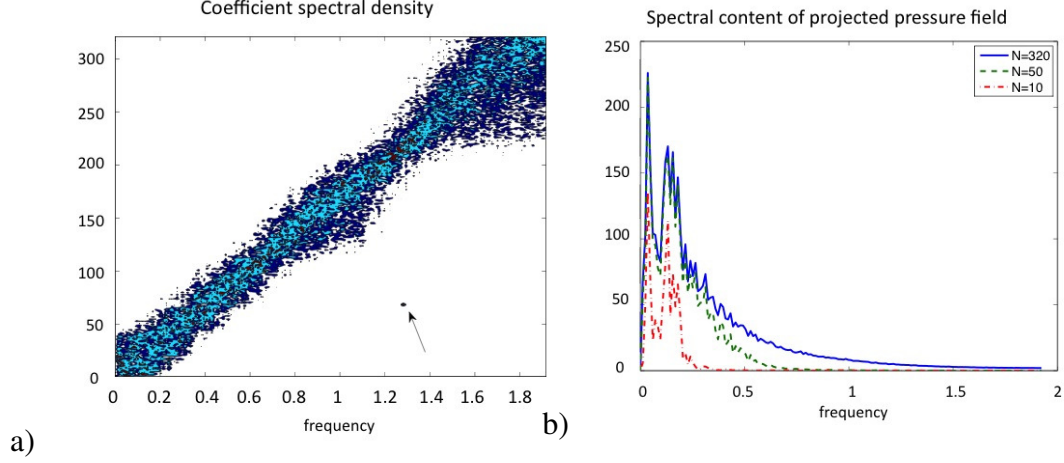 Coefficient spectral density
300
250
200
150
100
50
0
0 0.2 0.4 0.6 0.8 1 1.2 1.4 1.6 1.8
frequency
a)
Spectral content of projected pressure field
250
200
150
100
50
0
0 0.5 1 1.5 2
frequency
N=320
N=50
N=10
b)